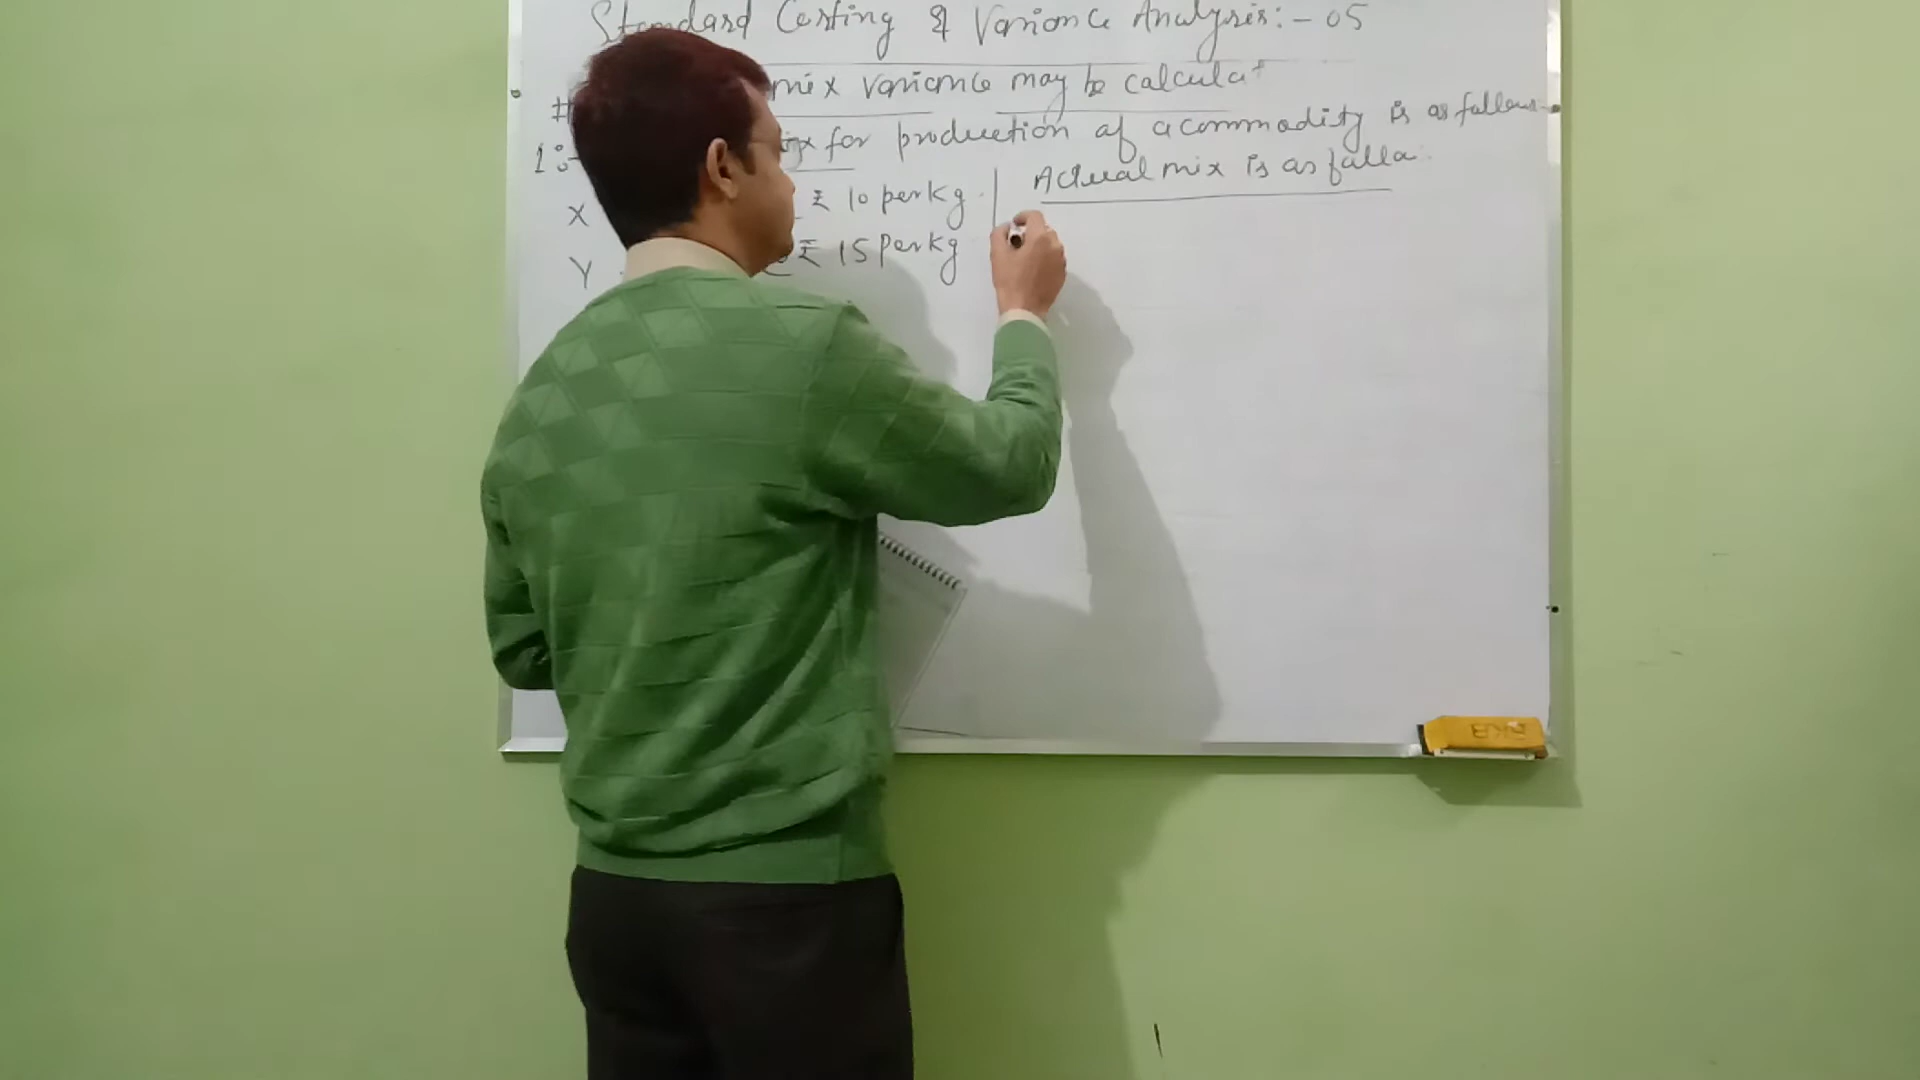 Standard Costing & Variance Analysis:- 05
# mix variance may be calculat
1:- for production of a commodity is as follows
X ₹ 10 per kg
Y @ ₹ 15 per kg
Actual mix is as follo